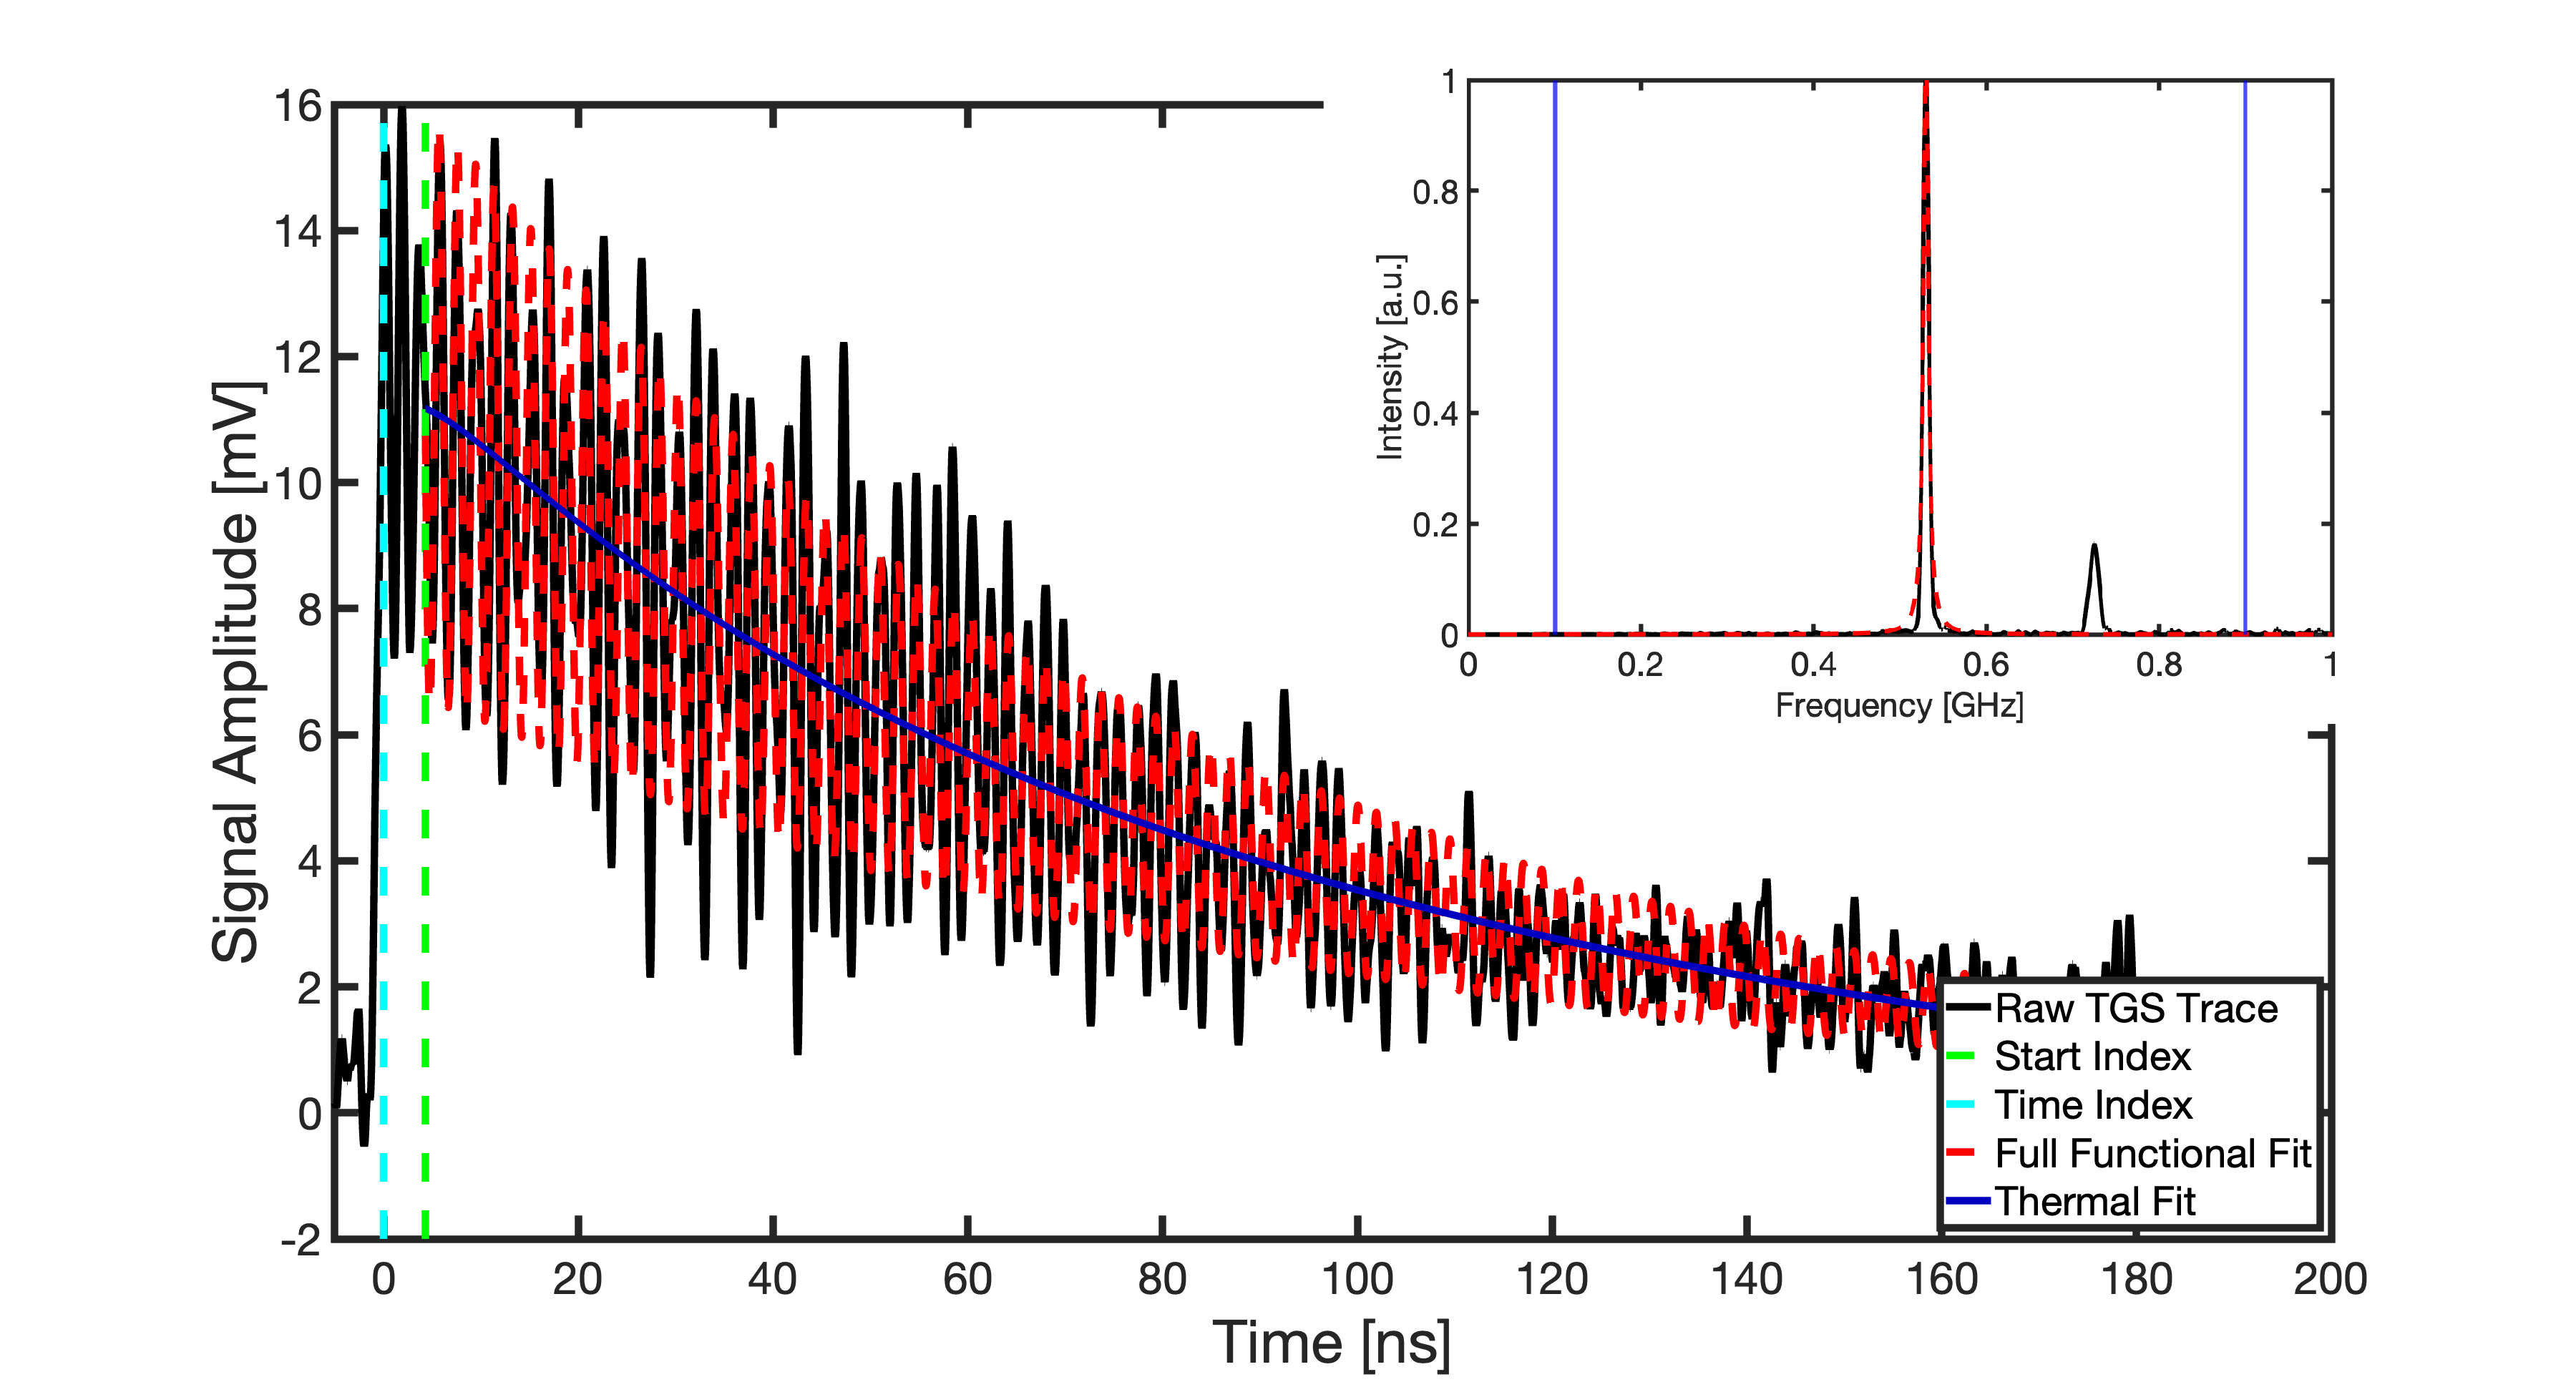 16
14
12
10
8
6
4
2
0
-2
Signal Amplitude [mV]
0 20 40 60 80 100 120 140 160 180 200
Time [ns]
1
0.8
0.6
0.4
0.2
0
Intensity [a.u.]
0 0.2 0.4 0.6 0.8 1
Frequency [GHz]
Raw TGS Trace
Start Index
Time Index
Full Functional Fit
Thermal Fit